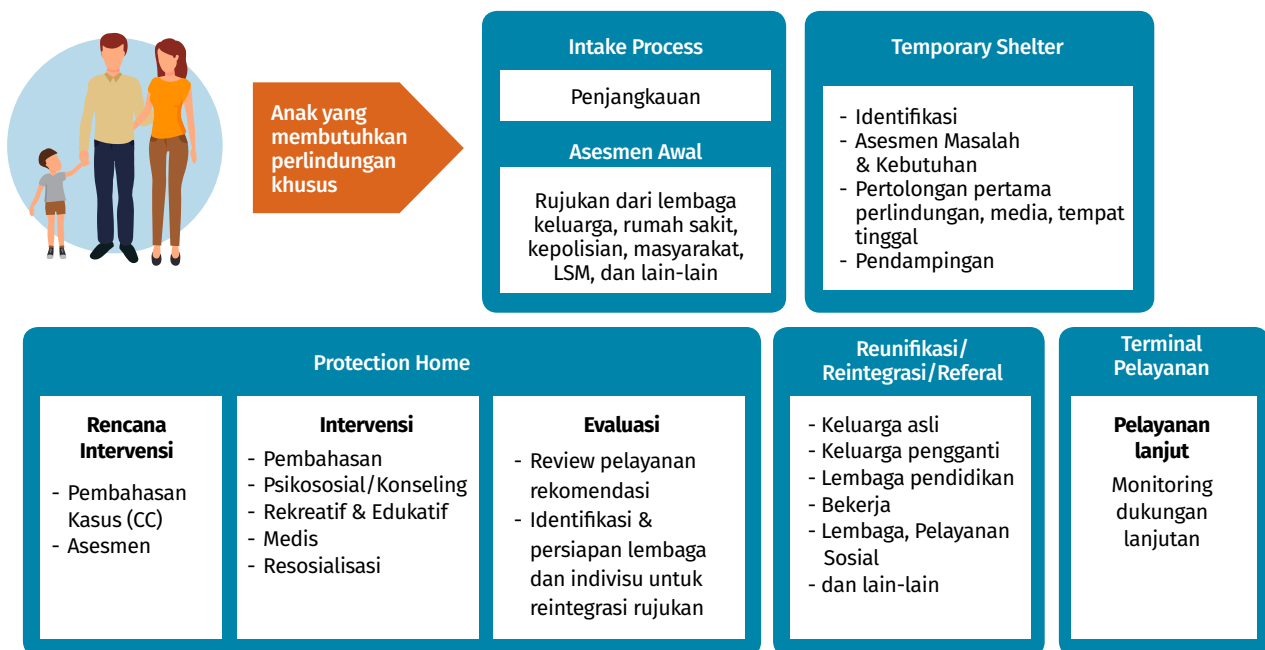 Anak yang
membutuhkan
perlindungan
khusus
Intake Process
Penjangkauan
Asesmen Awal
Rujukan dari lembaga
keluarga, rumah sakit,
kepolisian, masyarakat,
LSM, dan lain-lain
Temporary Shelter
- Identifikasi
- Asesmen Masalah
& Kebutuhan
- Pertolongan pertama
perlindungan, media, tempat
tinggal
- Pendampingan
Protection Home
Rencana
Intervensi
- Pembahasan
Kasus (CC)
- Asesmen
Intervensi
- Pembahasan
- Psikososial/Konseling
- Rekreatif & Edukatif
- Medis
- Resosialisasi
Evaluasi
- Review pelayanan
rekomendasi
- Identifikasi &
persiapan lembaga
dan indivisu untuk
reintegrasi rujukan
Reunifikasi/
Reintegrasi/Referal
- Keluarga asli
- Keluarga pengganti
- Lembaga pendidikan
- Bekerja
- Lembaga, Pelayanan
Sosial
- dan lain-lain
Terminal
Pelayanan
Pelayanan
lanjut
Monitoring
dukungan
lanjutan